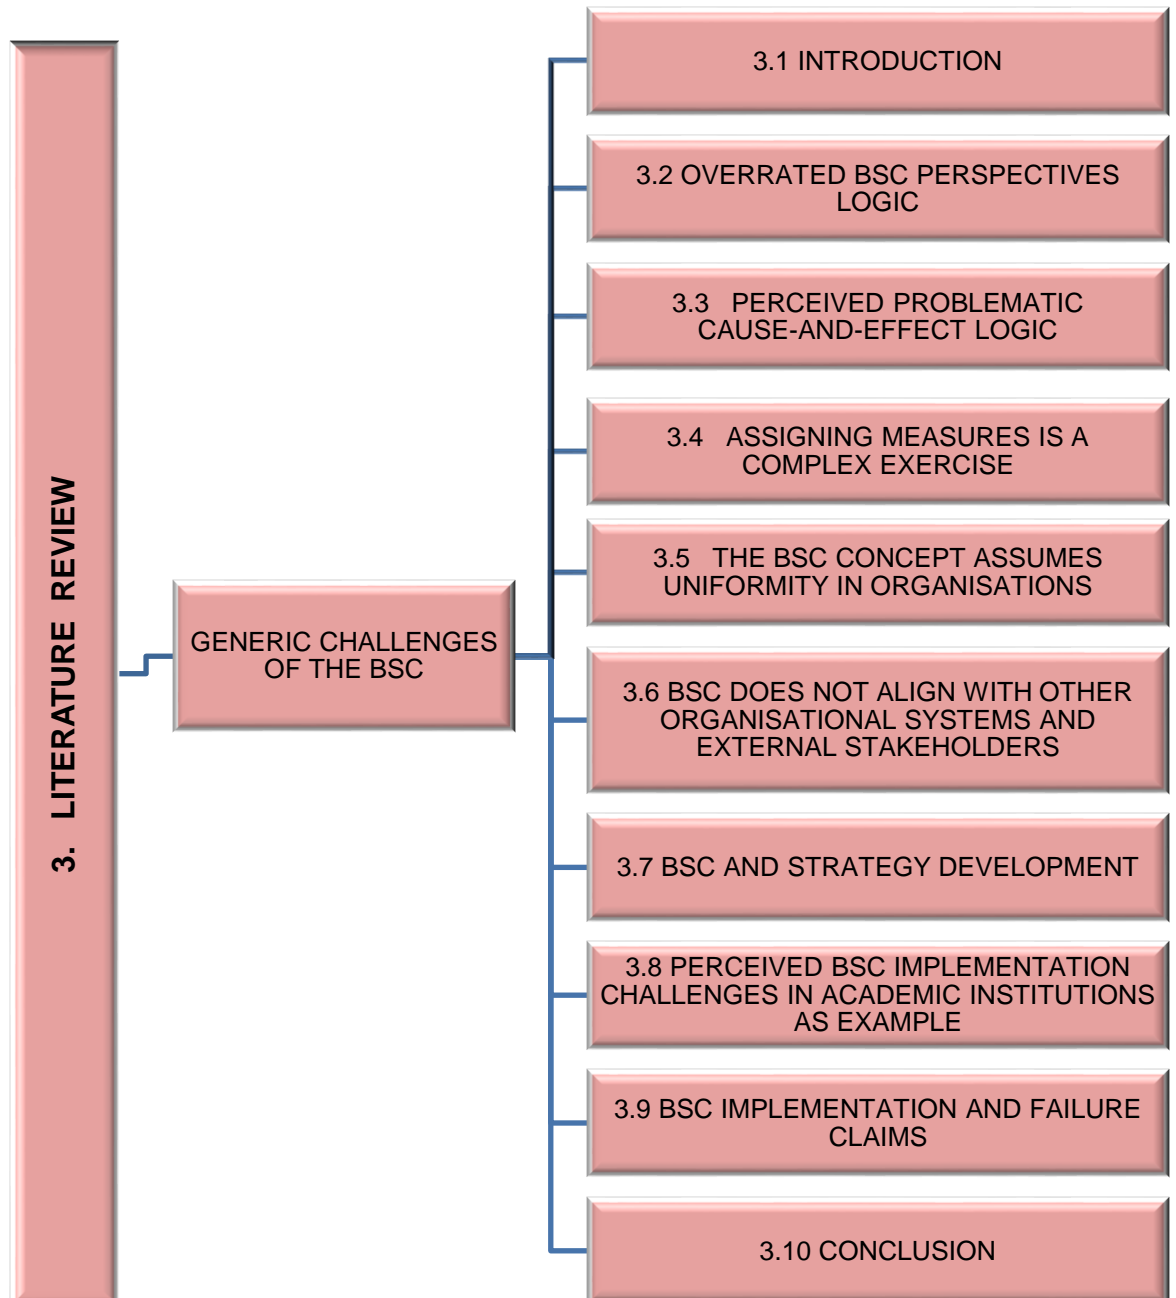 3. LITERATURE REVIEW
GENERIC CHALLENGES
OF THE BSC
3.1 INTRODUCTION
3.2 OVERRATED BSC PERSPECTIVES
LOGIC
3.3 PERCEIVED PROBLEMATIC
CAUSE-AND-EFFECT LOGIC
3.4 ASSIGNING MEASURES IS A
COMPLEX EXERCISE
3.5 THE BSC CONCEPT ASSUMES
UNIFORMITY IN ORGANISATIONS
3.6 BSC DOES NOT ALIGN WITH OTHER
ORGANISATIONAL SYSTEMS AND
EXTERNAL STAKEHOLDERS
3.7 BSC AND STRATEGY DEVELOPMENT
3.8 PERCEIVED BSC IMPLEMENTATION
CHALLENGES IN ACADEMIC INSTITUTIONS
AS EXAMPLE
3.9 BSC IMPLEMENTATION AND FAILURE
CLAIMS
3.10 CONCLUSION